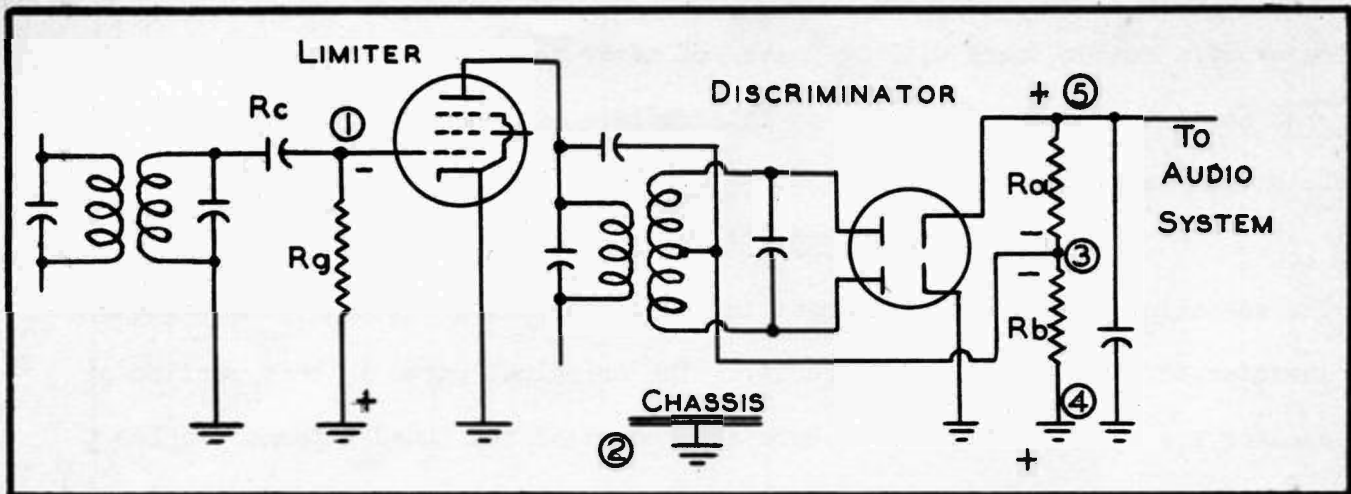 LIMITER
DISCRIMINATOR
Rc
①
-
Rg
+
+ ⑤
TO
AUDIO
SYSTEM
Ra
-
③
-
Rb
④
+
CHASSIS
②